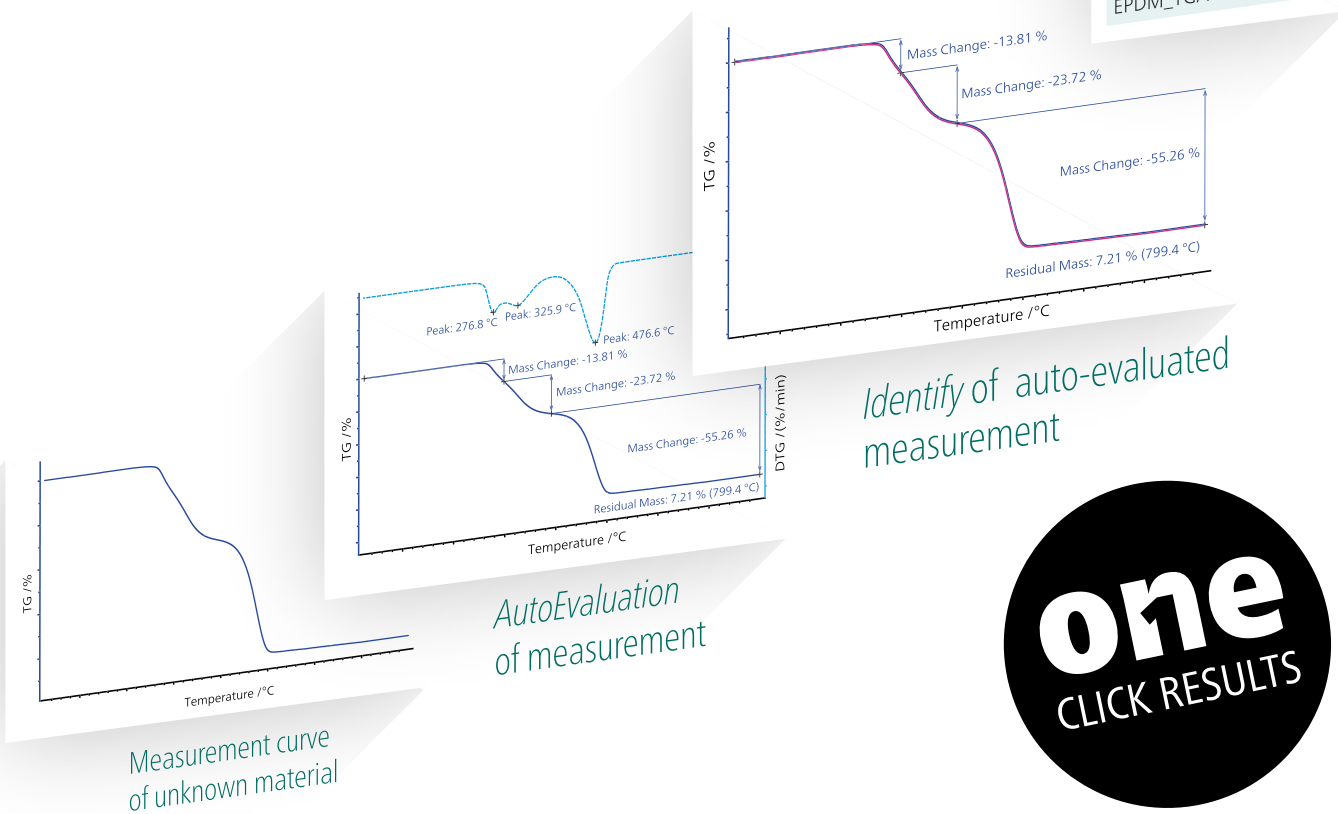 EPDM_TGA
Mass Change: -13.81 %
Mass Change: -23.72 %
Mass Change: -55.26 %
Residual Mass: 7.21 % (799.4 °C)
TG /%
Temperature /°C
Identify of auto-evaluated
measurement
Peak: 276.8 °C
Peak: 325.9 °C
Peak: 476.6 °C
Mass Change: -13.81 %
Mass Change: -23.72 %
Mass Change: -55.26 %
Residual Mass: 7.21 % (799.4 °C)
TG /%
DTG /(%/min)
Temperature /°C
AutoEvaluation
of measurement
TG /%
Temperature /°C
Measurement curve
of unknown material
one
CLICK RESULTS